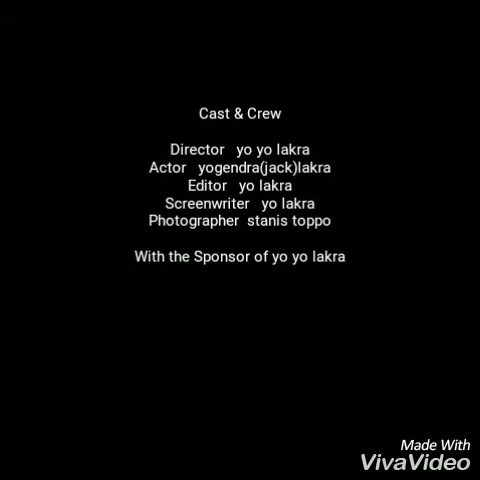 Cast & Crew
Director yo yo lakra
Actor yogendra(jack)lakra
Editor yo lakra
Screenwriter yo lakra
Photographer stanis toppo
With the Sponsor of yo yo lakra
Made With
VivaVideo